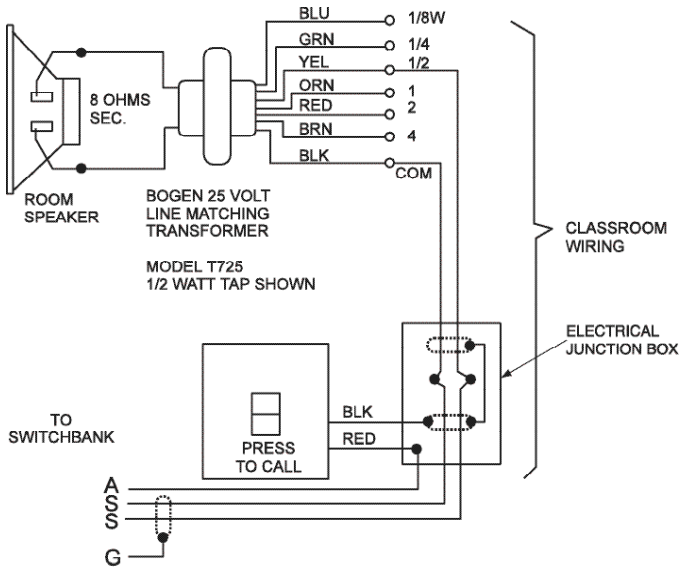 BLU
1/8W
GRN
1/4
YEL
1/2
ORN
1
RED
2
BRN
4
BLK
COM
8 OHMS
SEC.
ROOM
SPEAKER
BOGEN 25 VOLT
LINE MATCHING
TRANSFORMER
MODEL T725
1/2 WATT TAP SHOWN
CLASSROOM
WIRING
ELECTRICAL
JUNCTION BOX
BLK
RED
PRESS
TO CALL
TO
SWITCHBANK
A
S
S
G